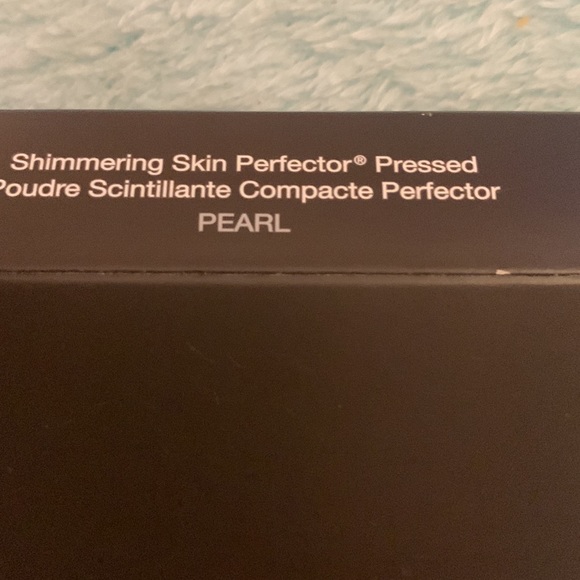 Shimmering Skin Perfector® Pressed
Poudre Scintillante Compacte Perfector
PEARL